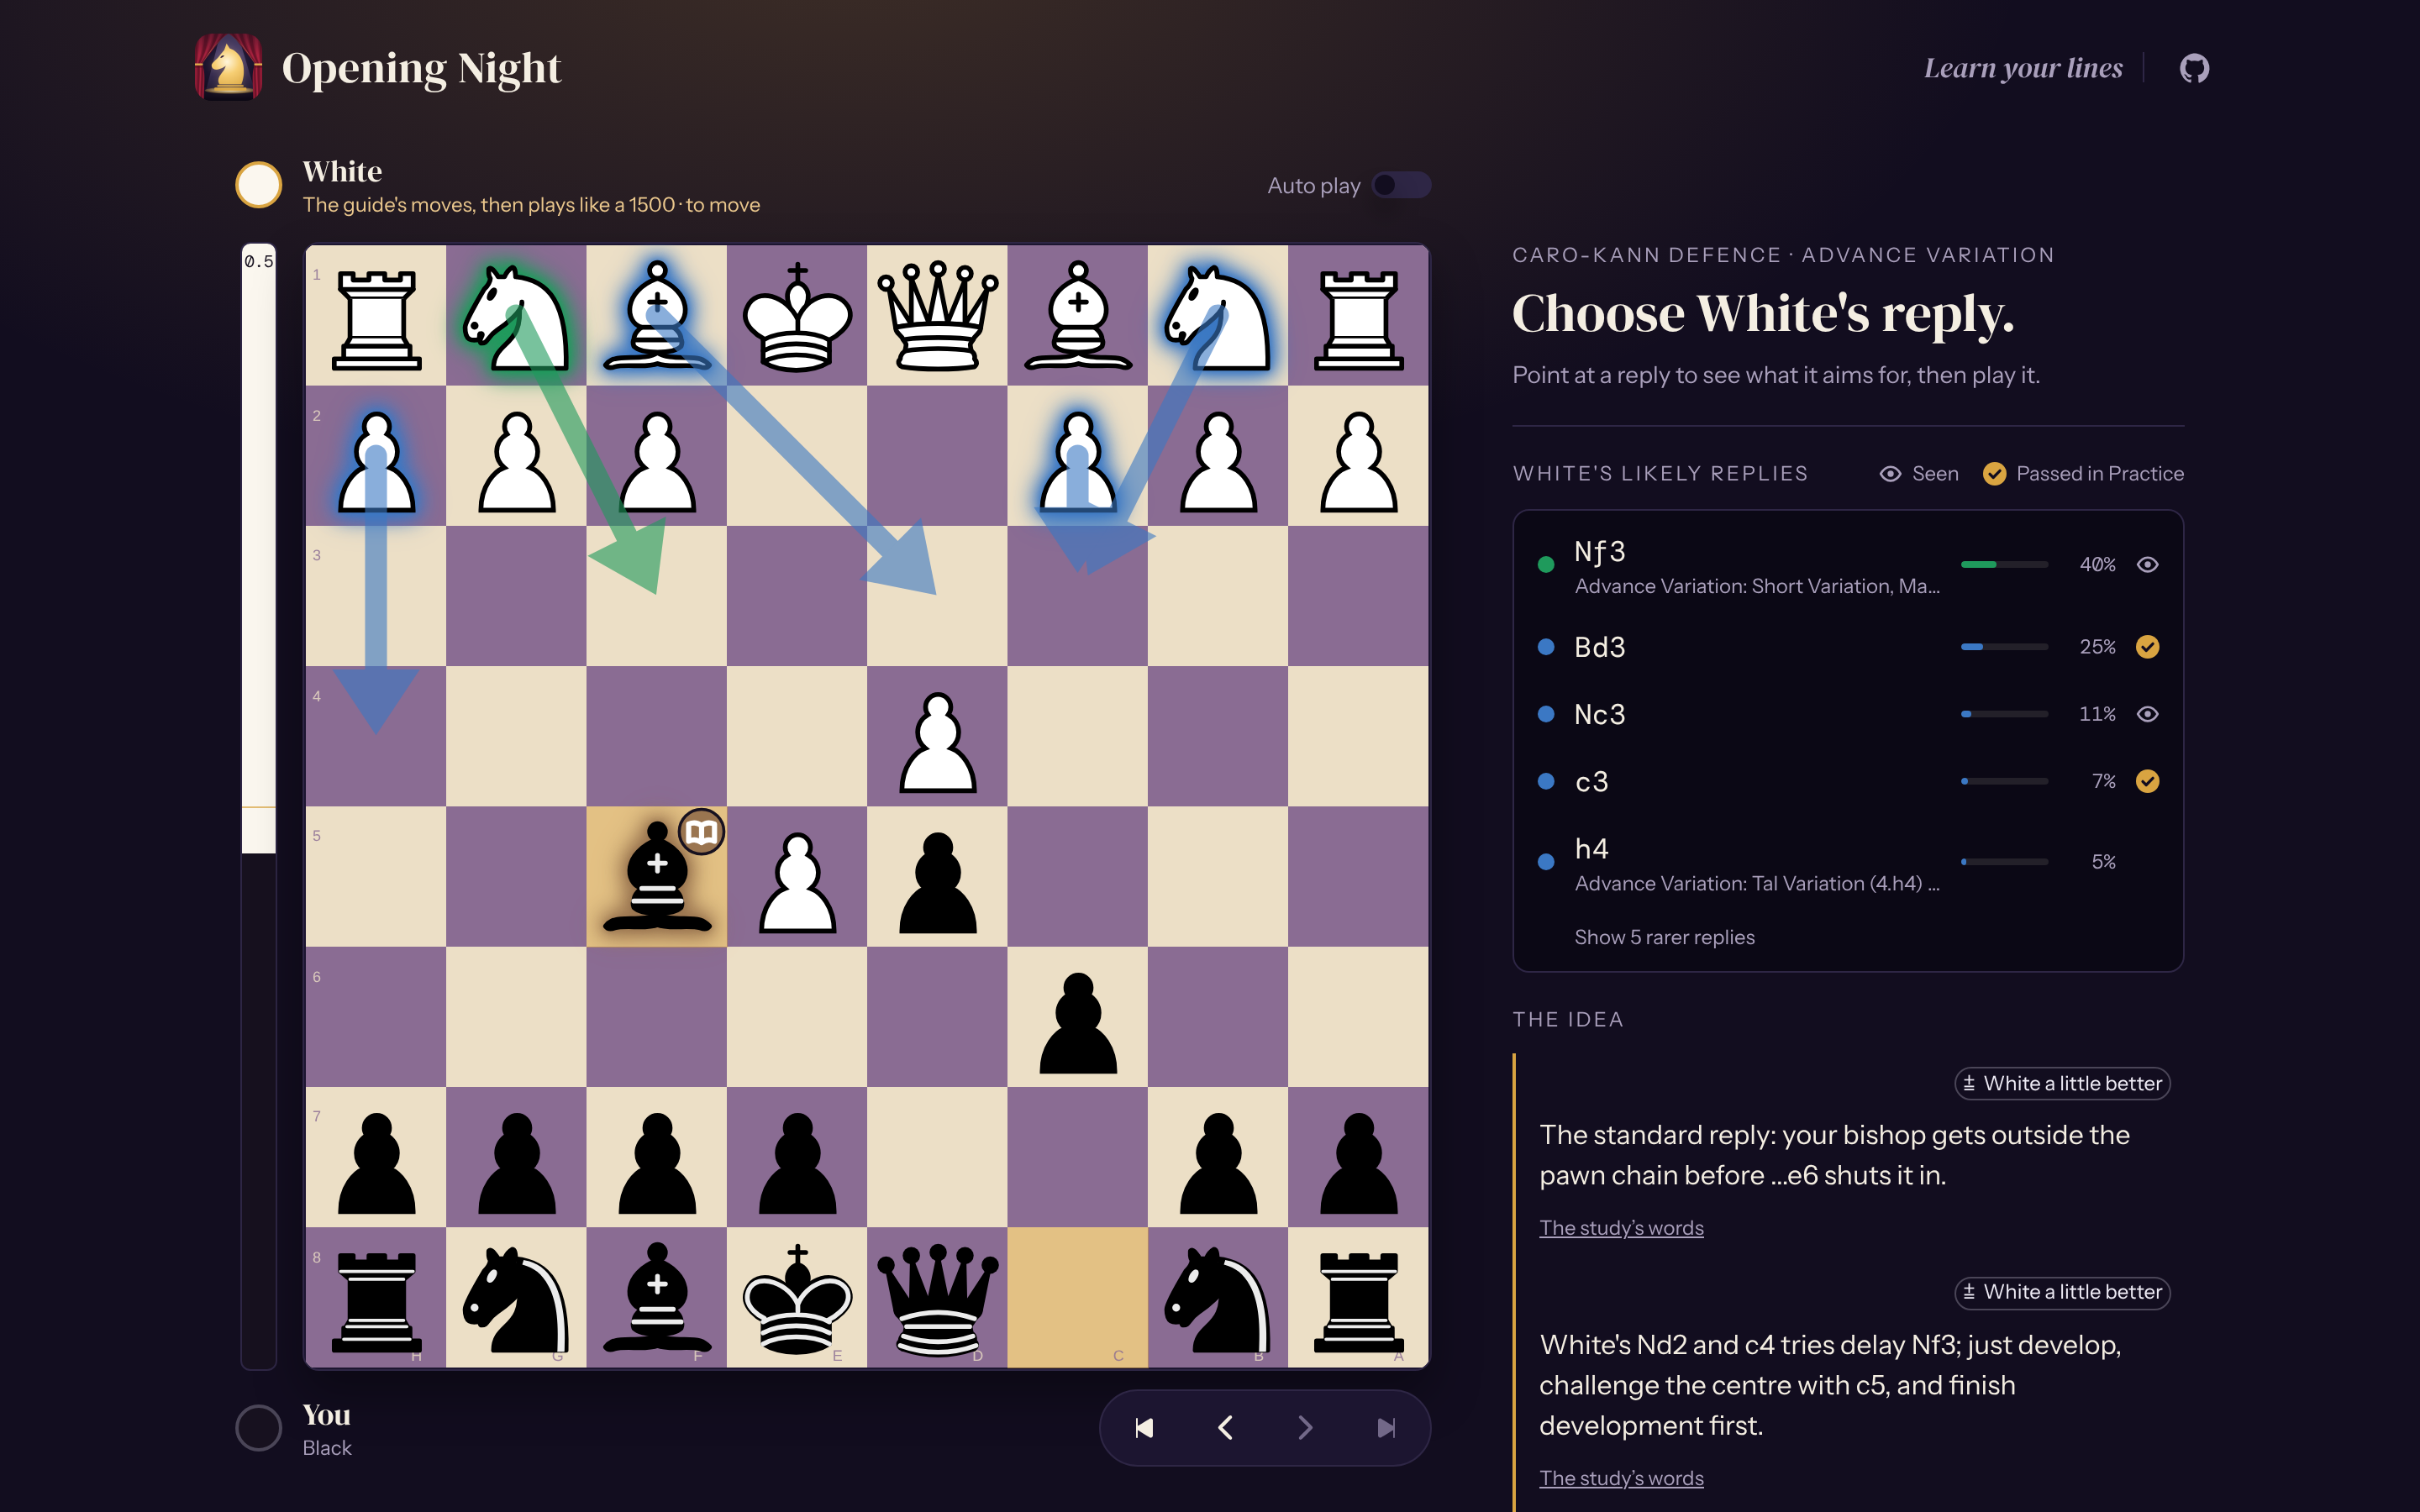 Opening Night
Learn your lines
White
The guide's moves, then plays like a 1500 · to move
Auto play
0.5
1
2
3
4
5
6
7
8
H G F E D C B A
You
Black
CARO-KANN DEFENCE · ADVANCE VARIATION
Choose White's reply.
Point at a reply to see what it aims for, then play it.
WHITE'S LIKELY REPLIES
Seen
Passed in Practice
Nf3
40%
Advance Variation: Short Variation, Ma...
Bd3
25%
Nc3
11%
c3
7%
h4
5%
Advance Variation: Tal Variation (4.h4) ...
Show 5 rarer replies
THE IDEA
± White a little better
The standard reply: your bishop gets outside the
pawn chain before ...e6 shuts it in.
The study's words
± White a little better
White's Nd2 and c4 tries delay Nf3; just develop,
challenge the centre with c5, and finish
development first.
The study's words